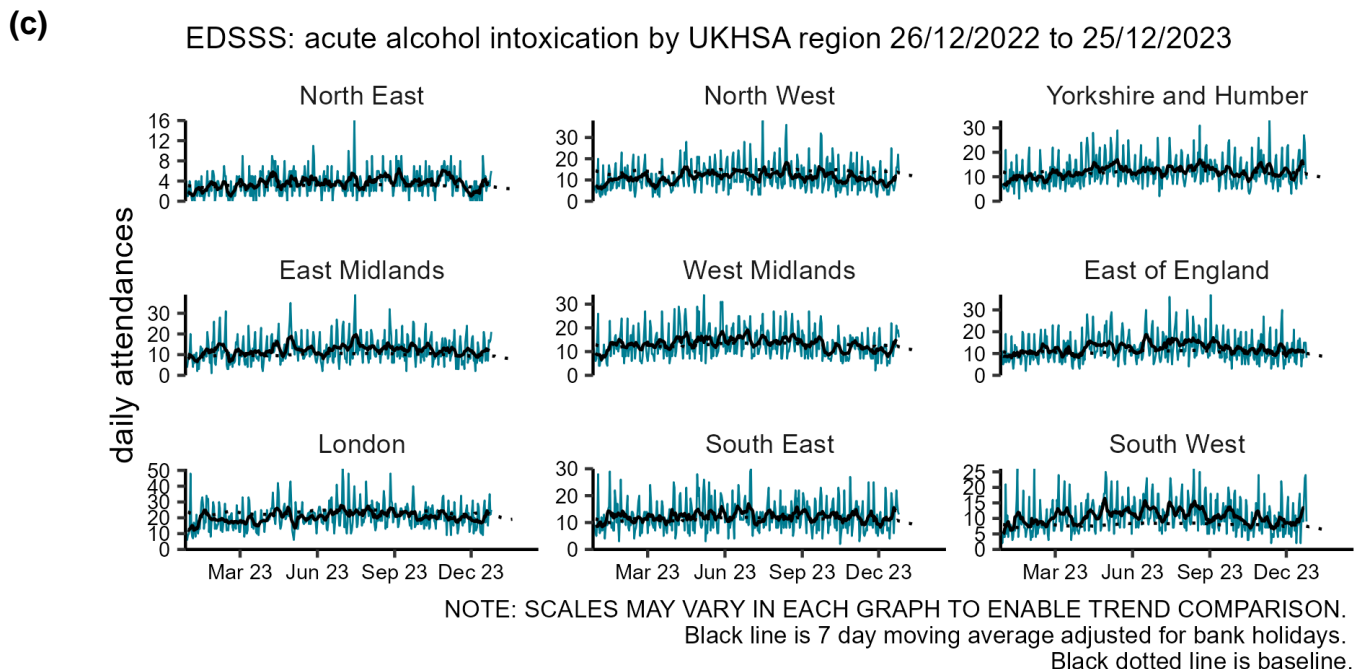 (c)
EDSSS: acute alcohol intoxication by UKHSA region 26/12/2022 to 25/12/2023
daily attendances
North East
16
12
8
4
0
North West
30
20
10
0
Yorkshire and Humber
30
20
10
0
East Midlands
30
20
10
0
West Midlands
30
20
10
0
East of England
30
20
10
0
London
50
40
30
20
10
0
Mar 23 Jun 23 Sep 23 Dec 23
South East
30
20
10
0
Mar 23 Jun 23 Sep 23 Dec 23
South West
25
20
15
10
5
0
Mar 23 Jun 23 Sep 23 Dec 23
NOTE: SCALES MAY VARY IN EACH GRAPH TO ENABLE TREND COMPARISON.
Black line is 7 day moving average adjusted for bank holidays.
Black dotted line is baseline.